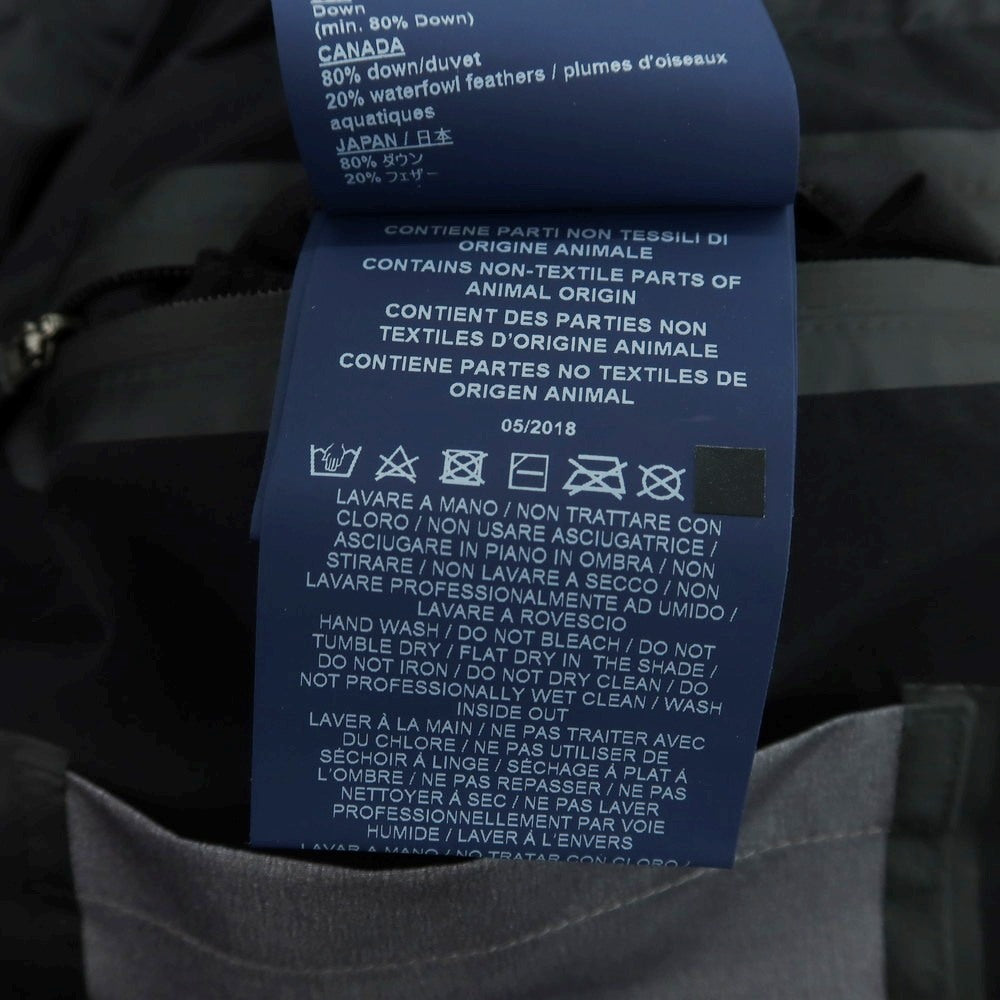 Down
(min. 80% Down)
CANADA
80% down/duvet
20% waterfowl feathers / plumes d'oiseaux
aquatiques
JAPAN / 日本
80% ダウン
20% フェザー
CONTIENE PARTI NON TESSILI DI
ORIGINE ANIMALE
CONTAINS NON-TEXTILE PARTS OF
ANIMAL ORIGIN
CONTIENT DES PARTIES NON
TEXTILES D'ORIGINE ANIMALE
CONTIENE PARTES NO TEXTILES DE
ORIGEN ANIMAL
05/2018
LAVARE A MANO / NON TRATTARE CON
CLORO / NON USARE ASCIUGATRICE /
ASCIUGARE IN PIANO IN OMBRA / NON
STIRARE / NON LAVARE A SECCO / NON
LAVARE PROFESSIONALMENTE AD UMIDO /
LAVARE A ROVESCIO
HAND WASH / DO NOT BLEACH / DO NOT
TUMBLE DRY / FLAT DRY IN THE SHADE /
DO NOT IRON / DO NOT DRY CLEAN / DO
NOT PROFESSIONALLY WET CLEAN / WASH
INSIDE OUT
LAVER À LA MAIN / NE PAS TRAITER AVEC
DU CHLORE / NE PAS UTILISER DE
SÉCHOIR À LINGE / SÉCHAGE À PLAT À
L'OMBRE / NE PAS REPASSER / NE PAS
NETTOYER À SEC / NE PAS LAVER
PROFESSIONNELLEMENT PAR VOIE
HUMIDE / LAVER À L'ENVERS
LAVAR A MANO / NO TRATAR CON CLORO /